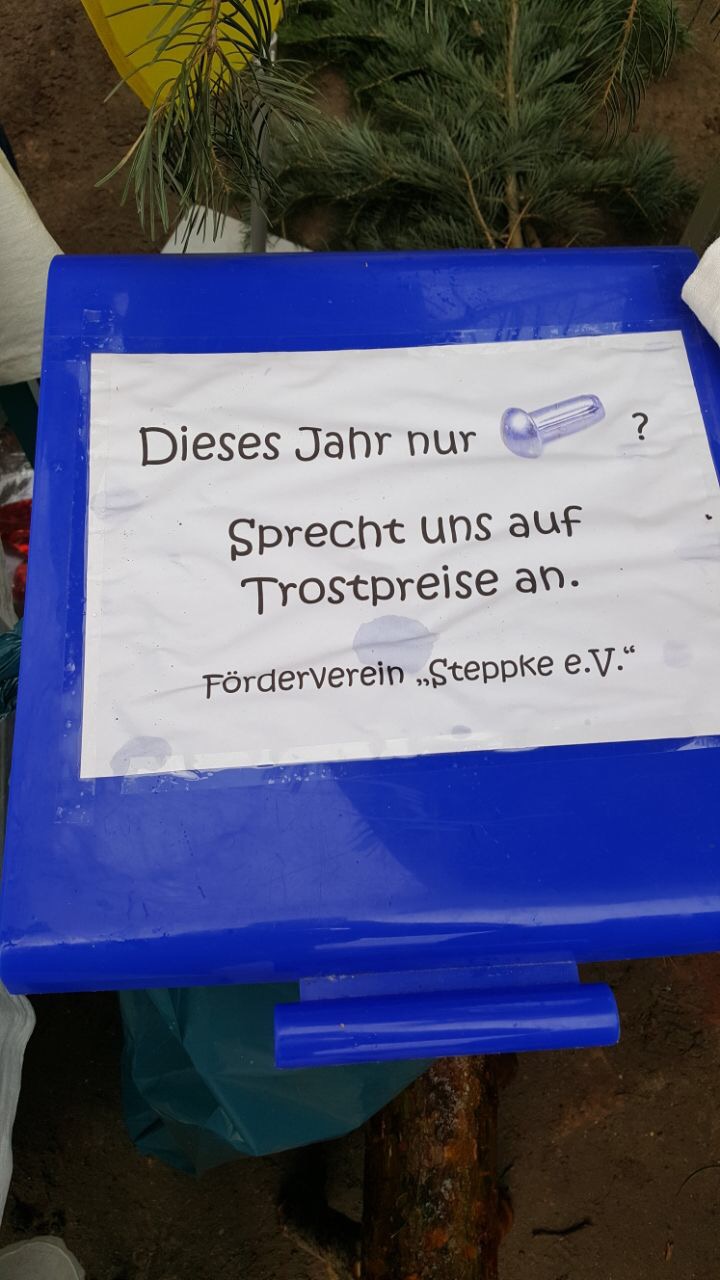 Dieses Jahr nur ?
Sprecht uns auf
Trostpreise an.
Förderverein „Steppke e.V.“